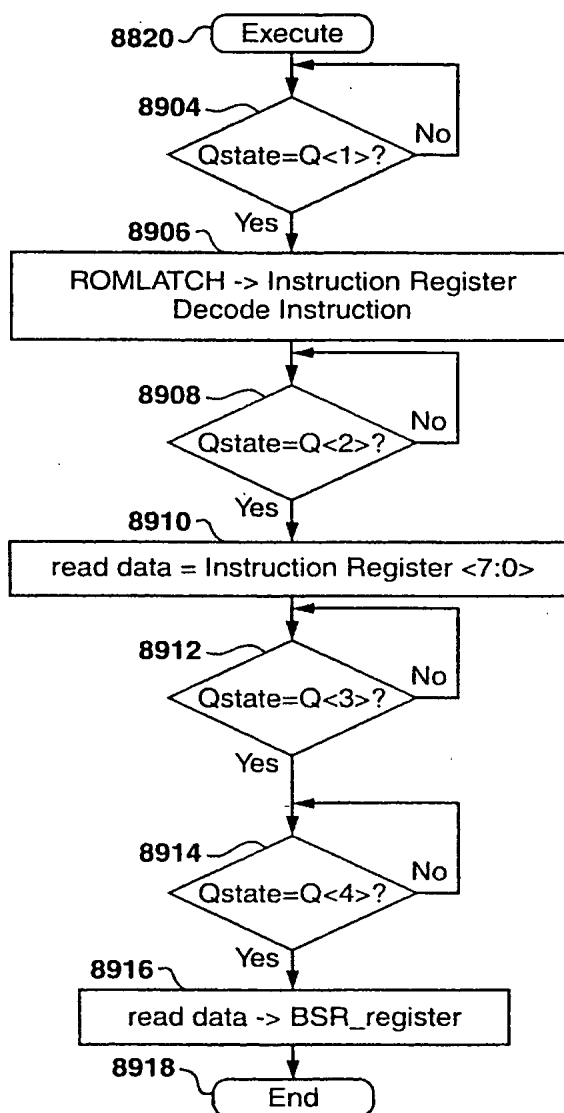 8820
Execute
8904
Qstate=Q<1>?
No
Yes
8906
ROMLATCH -> Instruction Register
Decode Instruction
8908
Qstate=Q<2>?
No
Yes
8910
read data = Instruction Register <7:0>
8912
Qstate=Q<3>?
No
Yes
8914
Qstate=Q<4>?
No
Yes
8916
read data -> BSR_register
8918
End